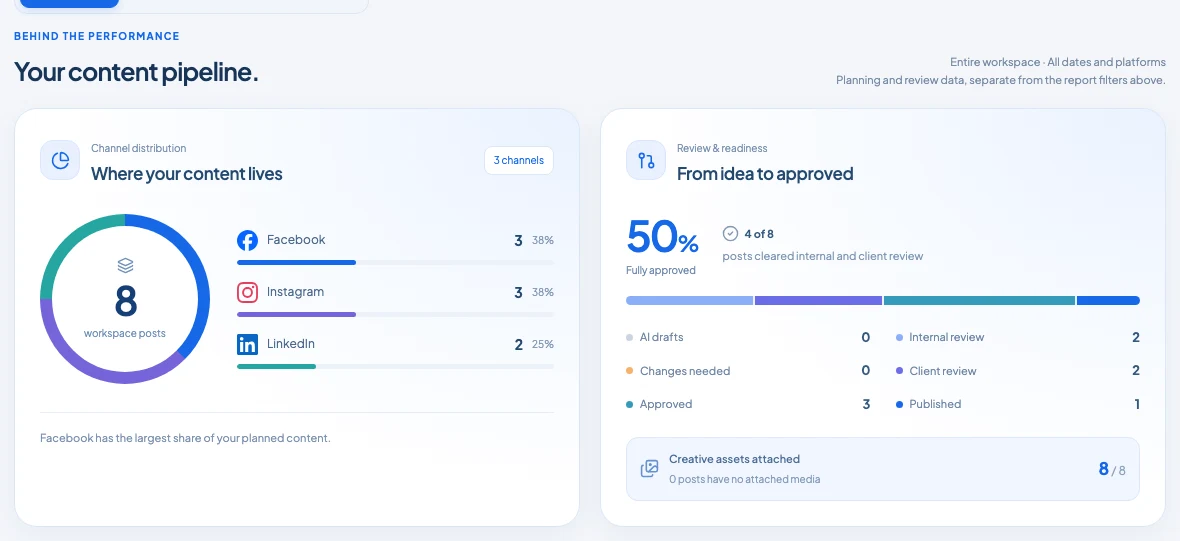 BEHIND THE PERFORMANCE
Your content pipeline.
Entire workspace · All dates and platforms
Planning and review data, separate from the report filters above.
Channel distribution
Where your content lives
3 channels
8
workspace posts
Facebook 3 38%
Instagram 3 38%
LinkedIn 2 25%
Facebook has the largest share of your planned content.
Review & readiness
From idea to approved
50%
Fully approved
4 of 8
posts cleared internal and client review
AI drafts 0
Internal review 2
Changes needed 0
Client review 2
Approved 3
Published 1
Creative assets attached
0 posts have no attached media
8 / 8